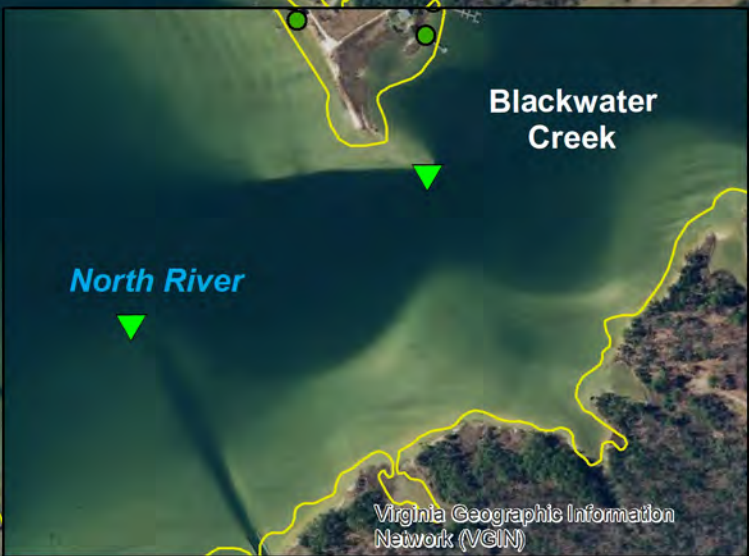 Blackwater
Creek
North River
Virginia Geographic Information
Network (VGIN)